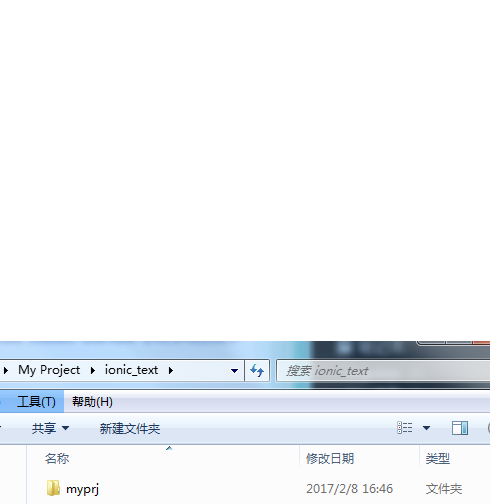 My Project ionic_text 搜索 ionic_text
工具(T) 帮助(H)
共享 新建文件夹
名称 修改日期 类型
myprj 2017/2/8 16:46 文件夹